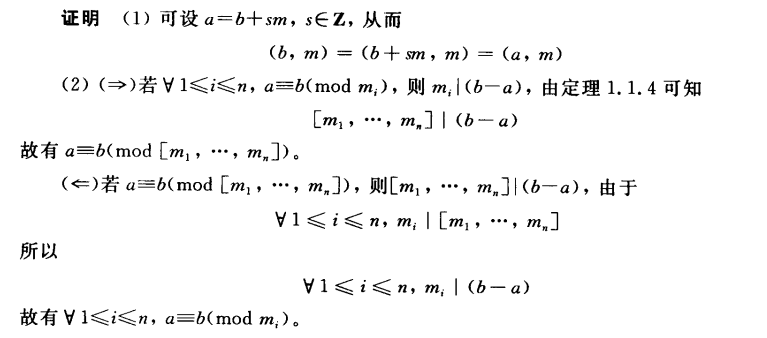 证明 (1) 可设 a=b+sm, s∈Z, 从而
(b, m) = (b+sm, m) = (a, m)
(2) (⇒)若 ∀ 1≤i≤n, a≡b(mod mᵢ), 则 mᵢ|(b-a), 由定理 1.1.4 可知
[m₁, ⋯, mₙ] | (b-a)
故有 a≡b(mod [m₁, ⋯, mₙ])。
(⇐)若 a≡b(mod [m₁, ⋯, mₙ]), 则[m₁, ⋯, mₙ]|(b-a), 由于
∀ 1≤i≤n, mᵢ | [m₁, ⋯, mₙ]
所以
∀ 1≤i≤n, mᵢ | (b-a)
故有 ∀ 1≤i≤n, a≡b(mod mᵢ)。